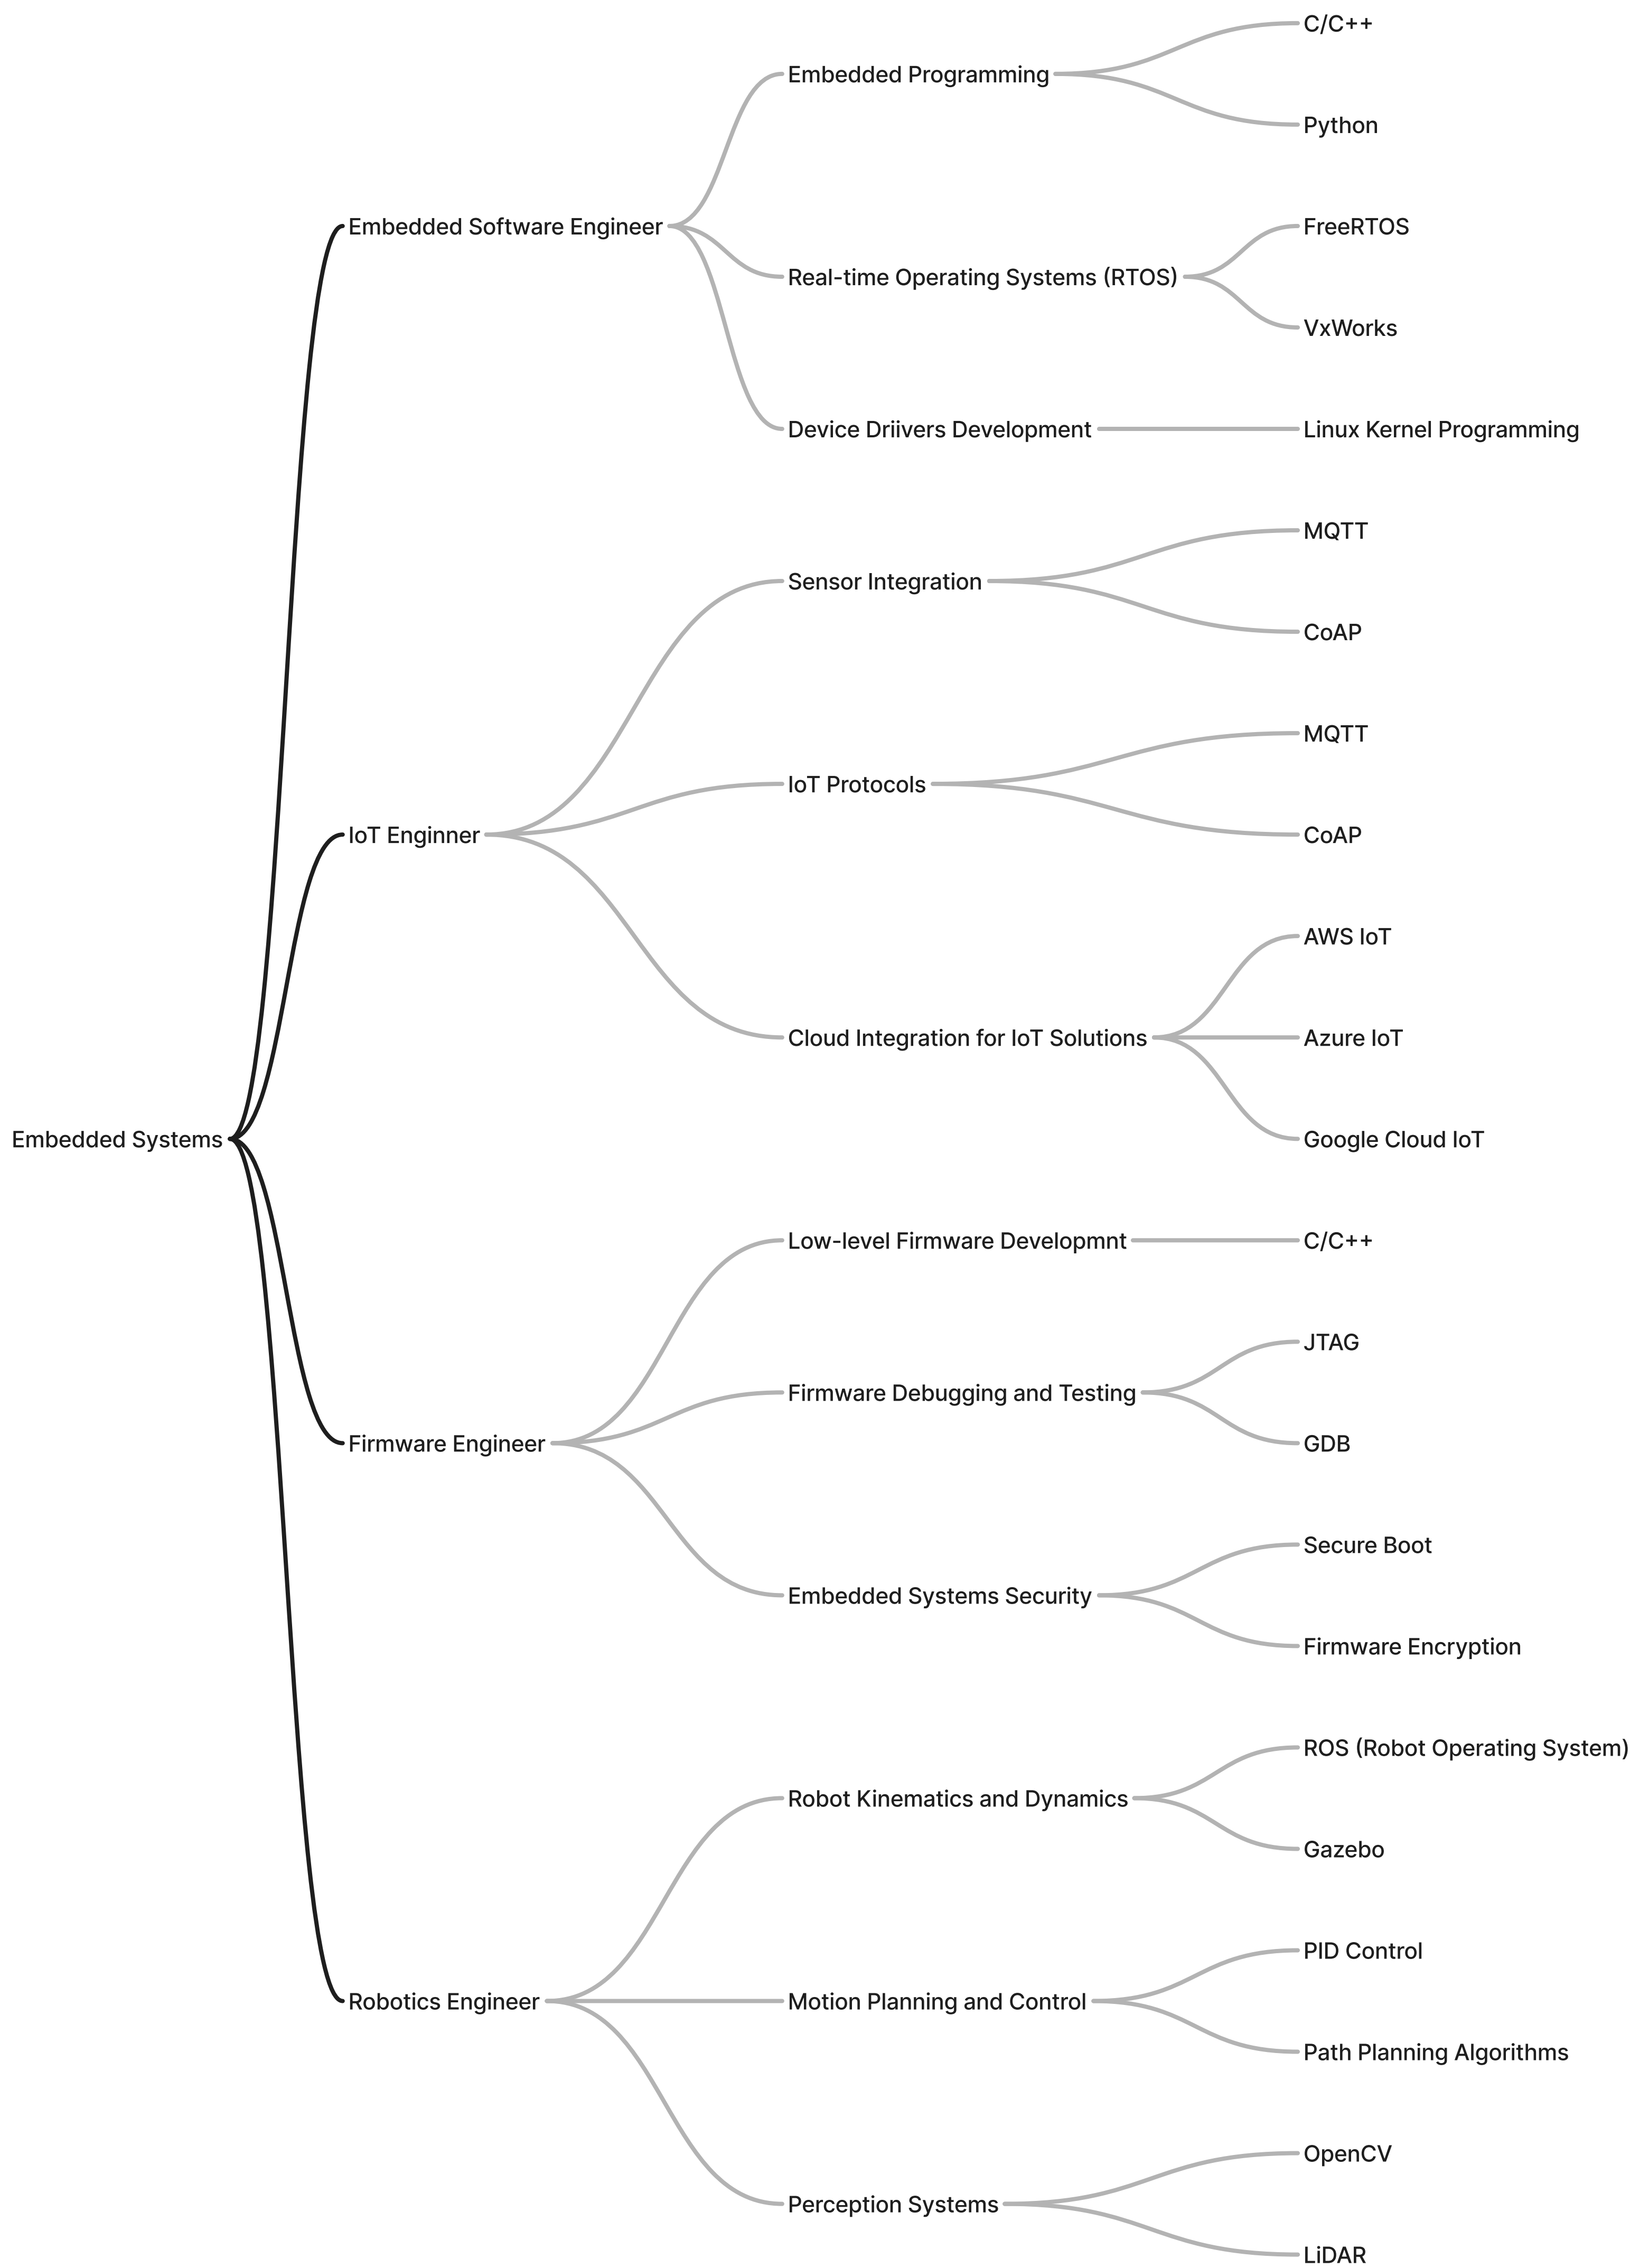 Embedded Systems
Embedded Software Engineer
Embedded Programming
C/C++
Python
Real-time Operating Systems (RTOS)
FreeRTOS
VxWorks
Device Driivers Development
Linux Kernel Programming
IoT Enginner
Sensor Integration
MQTT
CoAP
IoT Protocols
MQTT
CoAP
Cloud Integration for IoT Solutions
AWS IoT
Azure IoT
Google Cloud IoT
Firmware Engineer
Low-level Firmware Developmnt
C/C++
Firmware Debugging and Testing
JTAG
GDB
Embedded Systems Security
Secure Boot
Firmware Encryption
Robotics Engineer
Robot Kinematics and Dynamics
ROS (Robot Operating System)
Gazebo
Motion Planning and Control
PID Control
Path Planning Algorithms
Perception Systems
OpenCV
LiDAR